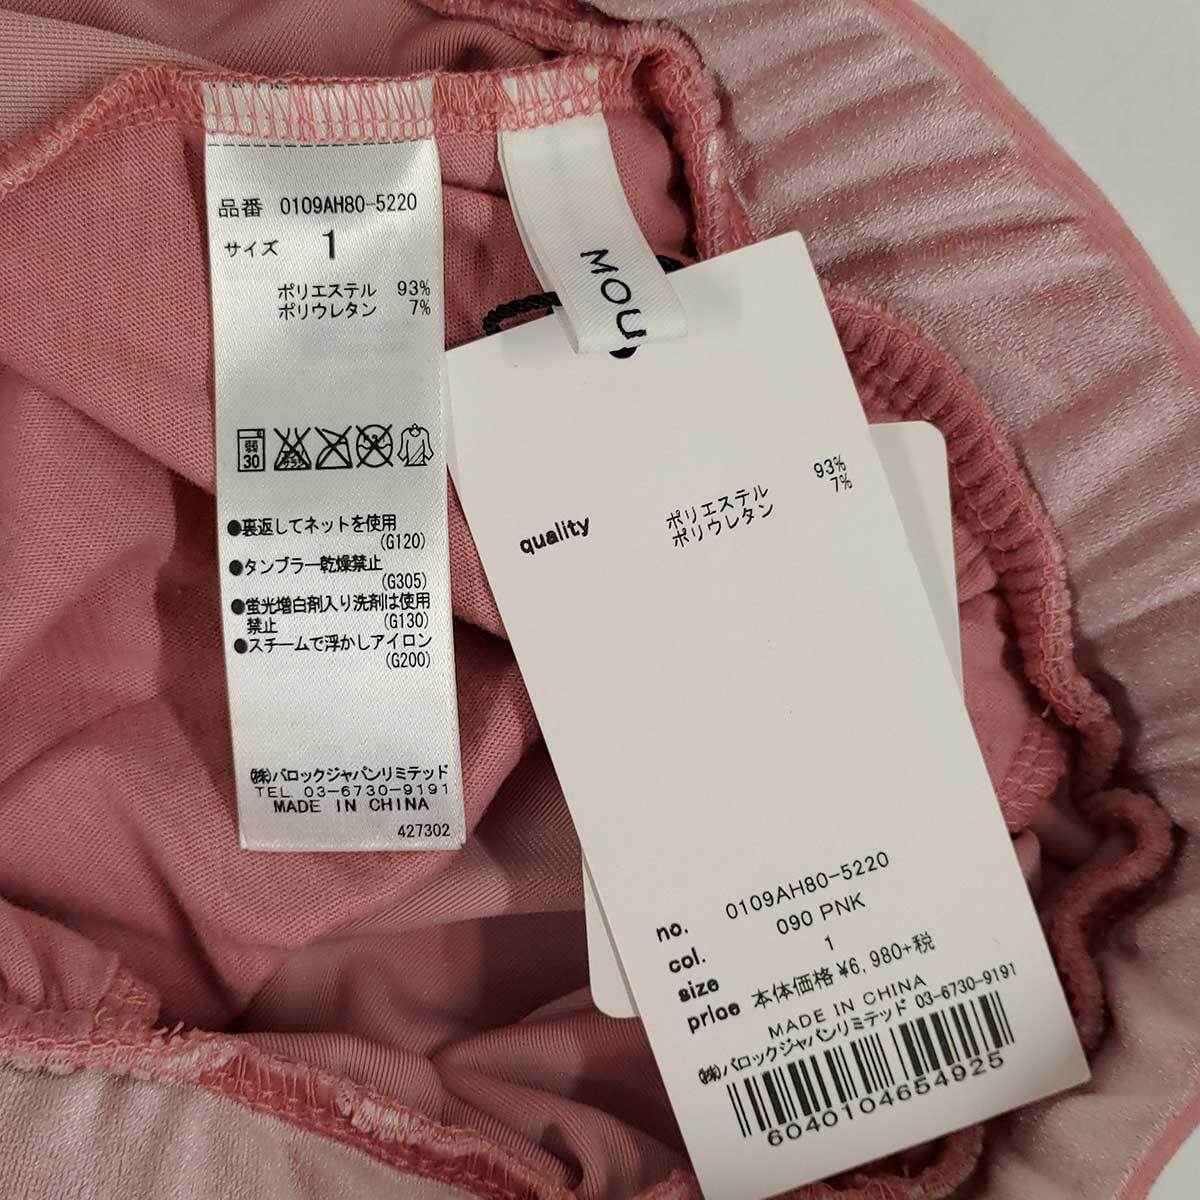 品番 0109AH80-5220
サイズ 1
ポリエステル 93%
ポリウレタン 7%
弱
30
●裏返してネットを使用
(G120)
●タンブラー乾燥禁止
(G305)
●蛍光増白剤入り洗剤は使用
禁止 (G130)
●スチームで浮かしアイロン
(G200)
㈱バロックジャパンリミテッド
TEL 03-6730-9191
MADE IN CHINA
427302
MOU
quality ポリエステル 93%
ポリウレタン 7%
no. 0109AH80-5220
col. 090 PNK
size 1
price 本体価格 ¥6,980+税
MADE IN CHINA
㈱バロックジャパンリミテッド 03-6730-9191
6040104654925